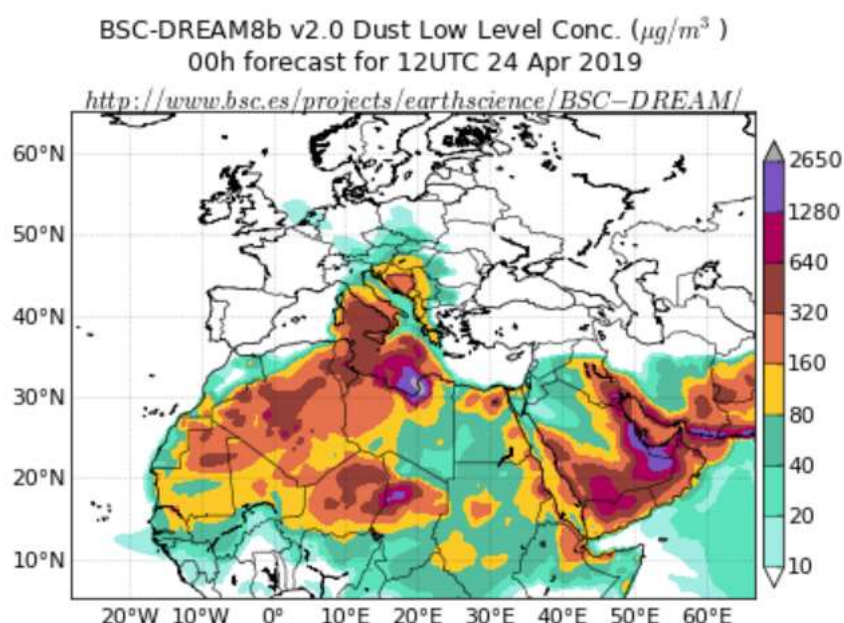 BSC-DREAM8b v2.0 Dust Low Level Conc. (μg/m³ )
00h forecast for 12UTC 24 Apr 2019
http://www.bsc.es/projects/earthscience/BSC−DREAM/
60°N
50°N
40°N
30°N
20°N
10°N
20°W 10°W 0° 10°E 20°E 30°E 40°E 50°E 60°E
2650
1280
640
320
160
80
40
20
10